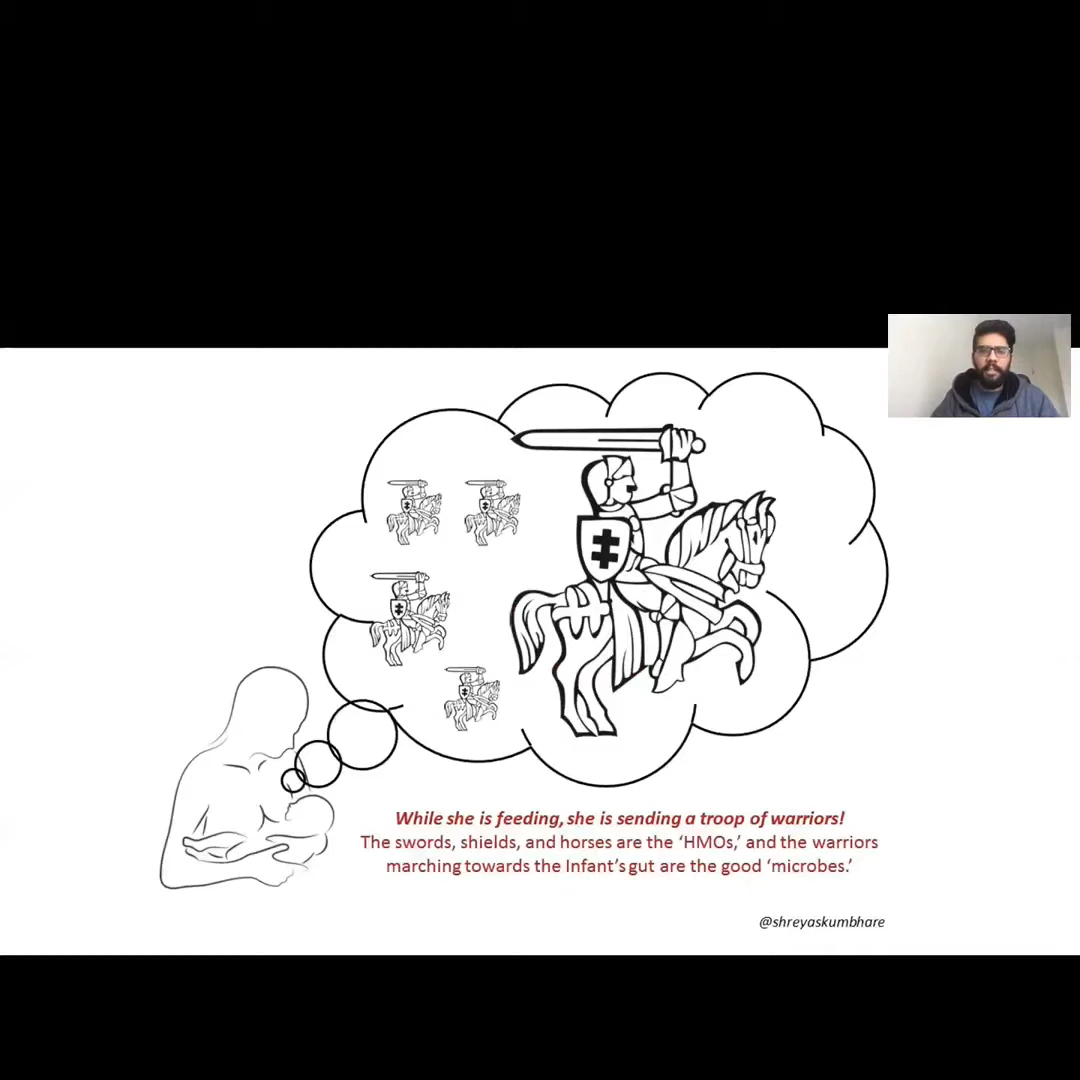 While she is feeding, she is sending a troop of warriors!
The swords, shields, and horses are the ‘HMOs,’ and the warriors
marching towards the Infant’s gut are the good ‘microbes.’
@shreyaskumbhare